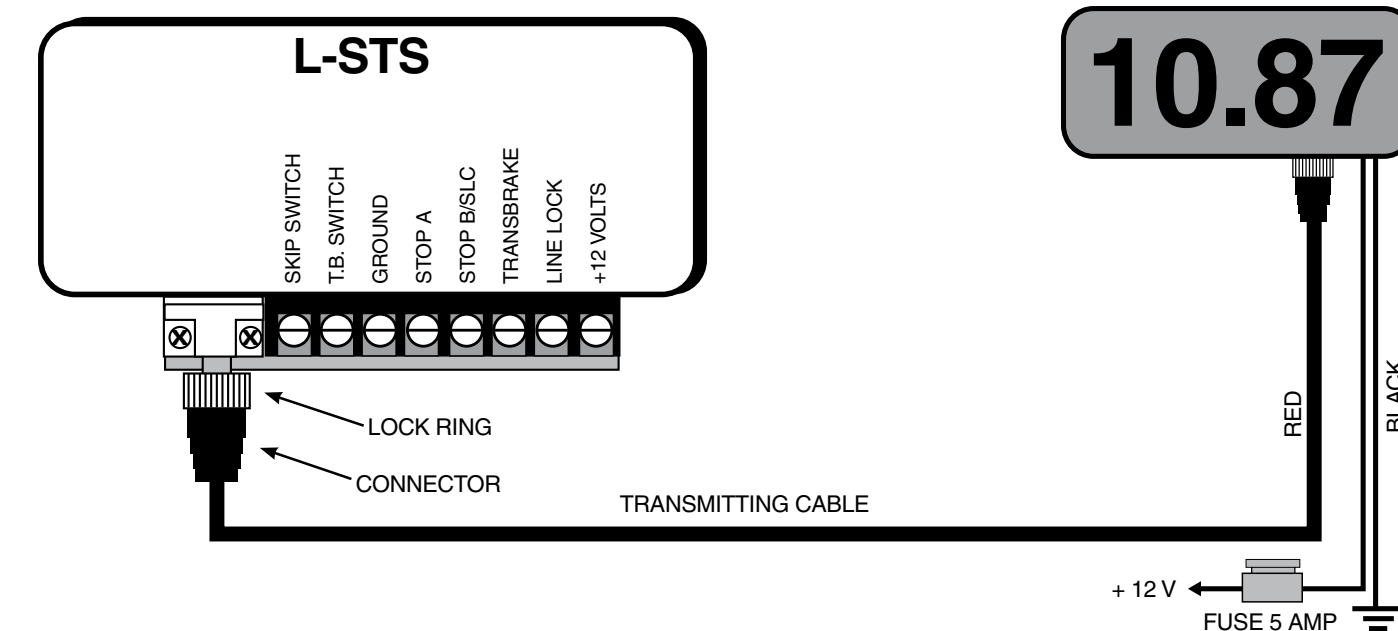 L-STS
10.87
SKIP SWITCH
T.B. SWITCH
GROUND
STOP A
STOP B/SLC
TRANSBRAKE
LINE LOCK
+12 VOLTS
LOCK RING
CONNECTOR
TRANSMITTING CABLE
RED
BLACK
+ 12 V
FUSE 5 AMP